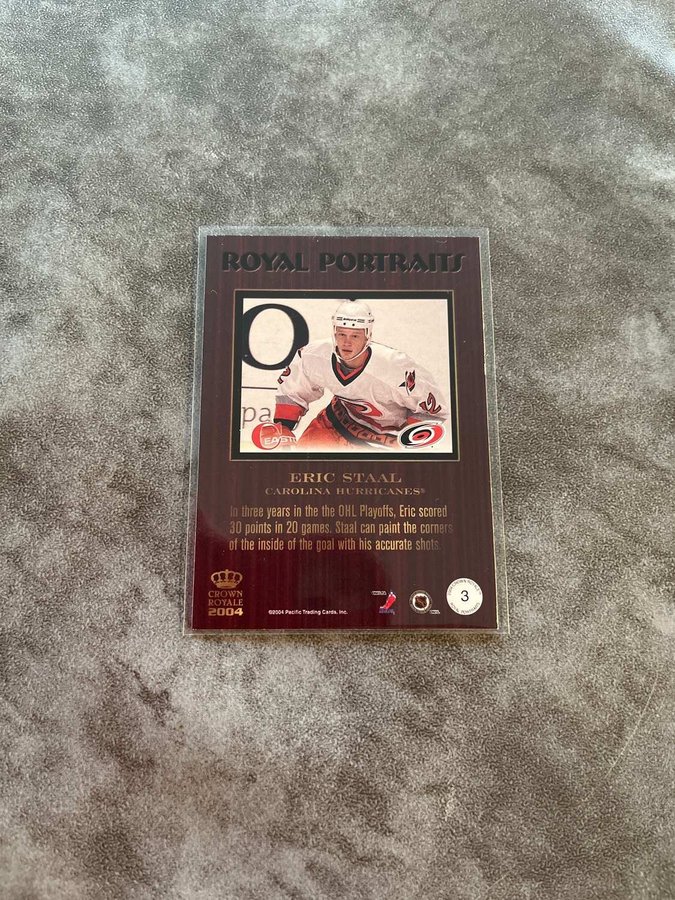 ROYAL PORTRAITS
O
pa
EAST
ERIC STAAL
CAROLINA HURRICANES®
In three years in the the OHL Playoffs, Eric scored
30 points in 20 games. Staal can paint the corners
of the inside of the goal with his accurate shots.
CROWN
ROYALE
2004
©2004 Pacific Trading Cards, Inc.
3